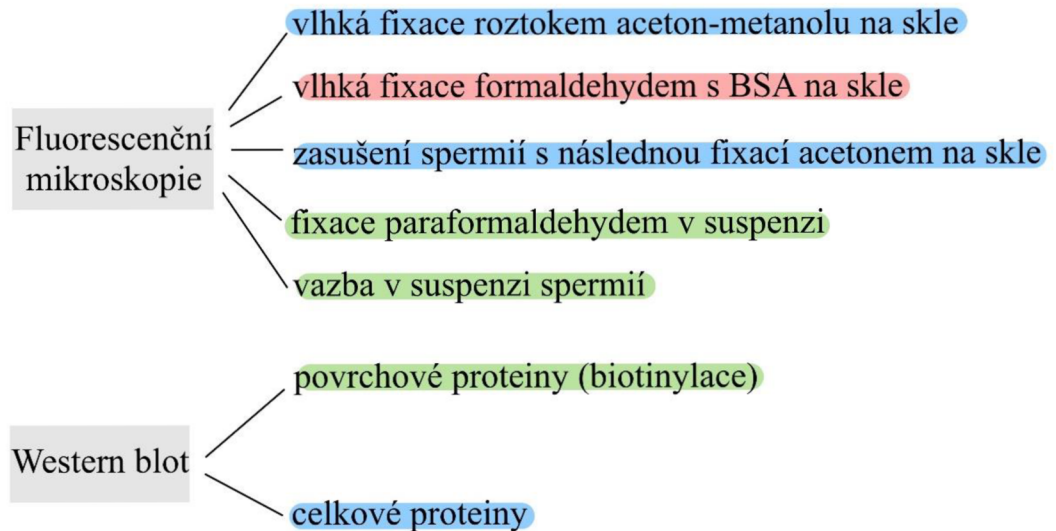 vlhká fixace roztokem aceton-metanolu na skle
vlhká fixace formaldehydem s BSA na skle
Fluorescenční
mikroskopie
zasušení spermií s následnou fixací acetonem na skle
fixace paraformaldehydem v suspenzi
vazba v suspenzi spermií
povrchové proteiny (biotinylace)
Western blot
celkové proteiny